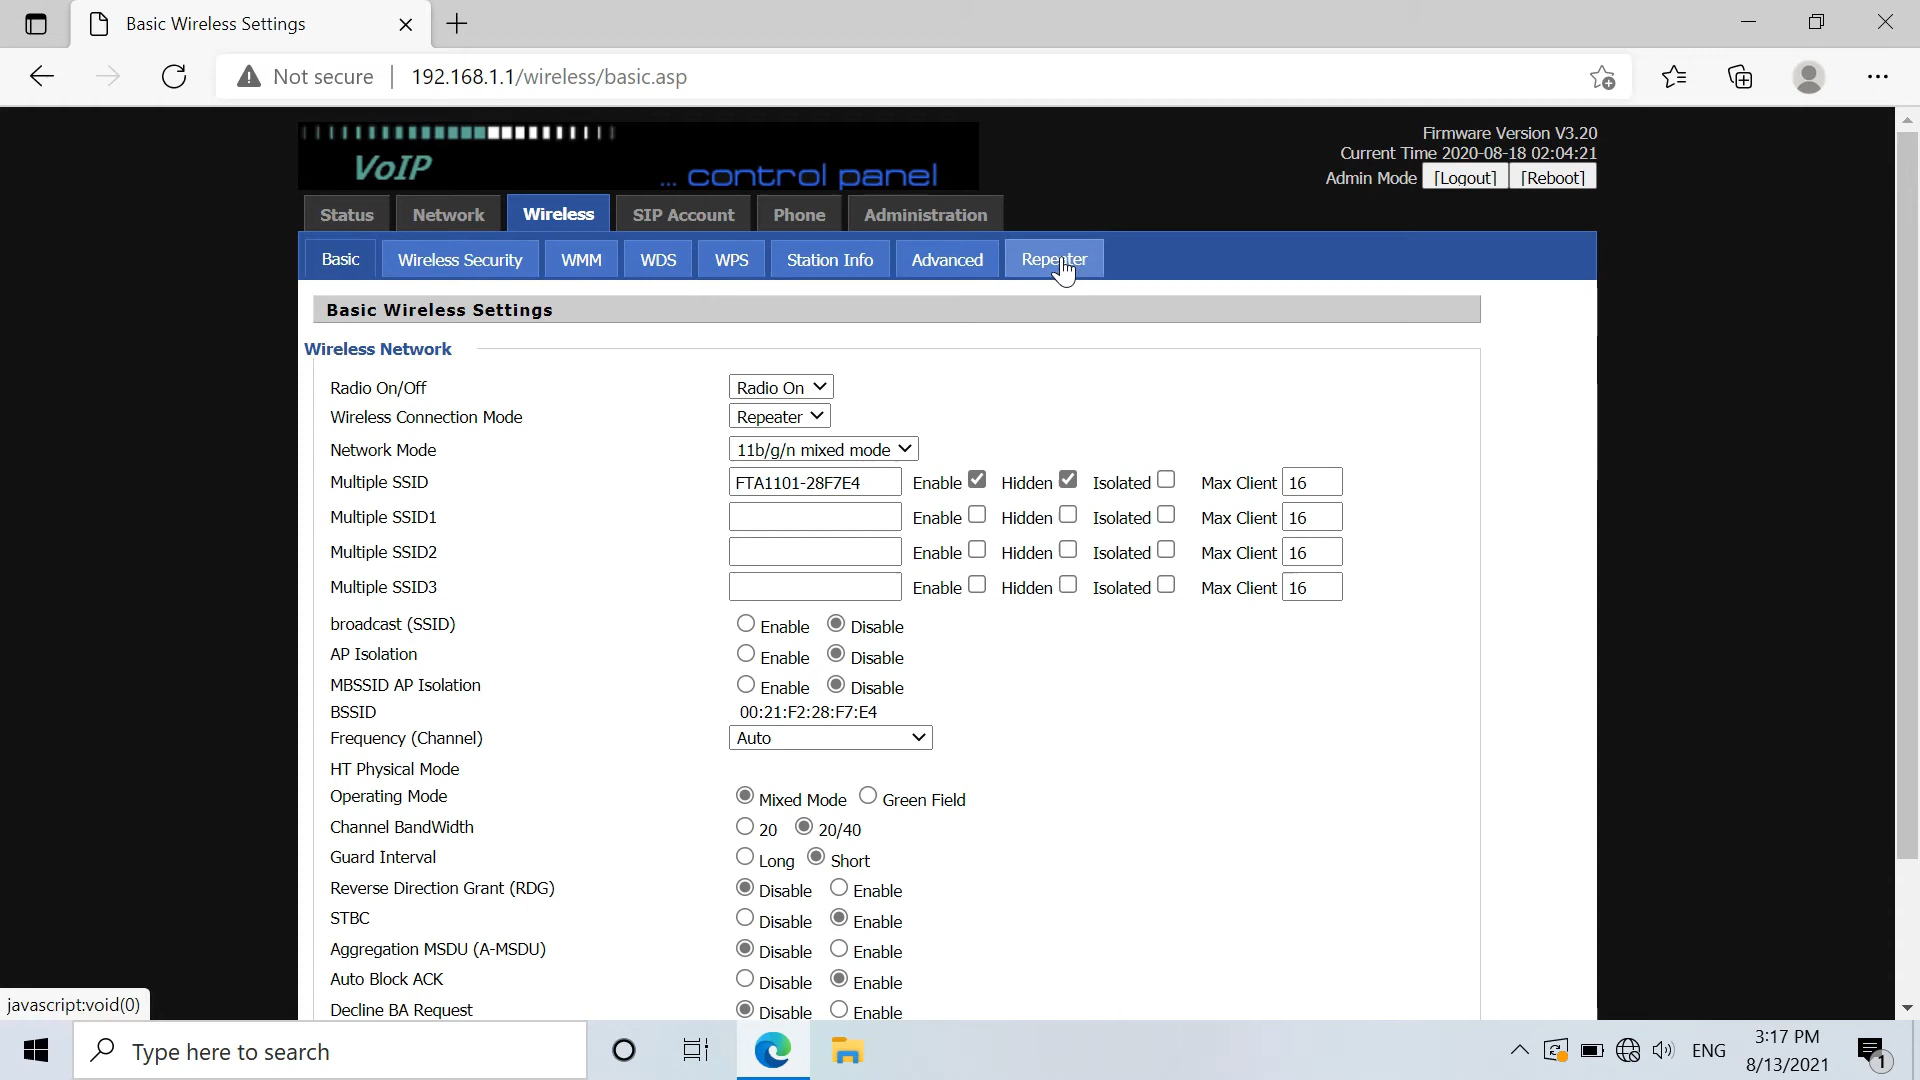 Basic Wireless Settings
Not secure 192.168.1.1/wireless/basic.asp
VoIP
... control panel
Firmware Version V3.20
Current Time 2020-08-18 02:04:21
Admin Mode [Logout] [Reboot]
Status Network Wireless SIP Account Phone Administration
Basic Wireless Security WMM WDS WPS Station Info Advanced Repeater
Basic Wireless Settings
Wireless Network
Radio On/Off Radio On
Wireless Connection Mode Repeater
Network Mode 11b/g/n mixed mode
Multiple SSID FTA1101-28F7E4 Enable Hidden Isolated Max Client 16
Multiple SSID1 Enable Hidden Isolated Max Client 16
Multiple SSID2 Enable Hidden Isolated Max Client 16
Multiple SSID3 Enable Hidden Isolated Max Client 16
broadcast (SSID) Enable Disable
AP Isolation Enable Disable
MBSSID AP Isolation Enable Disable
BSSID 00:21:F2:28:F7:E4
Frequency (Channel) Auto
HT Physical Mode
Operating Mode Mixed Mode Green Field
Channel BandWidth 20 20/40
Guard Interval Long Short
Reverse Direction Grant (RDG) Disable Enable
STBC Disable Enable
Aggregation MSDU (A-MSDU) Disable Enable
Auto Block ACK Disable Enable
Decline BA Request Disable Enable
javascript:void(0)
Type here to search
ENG
3:17 PM
8/13/2021
1